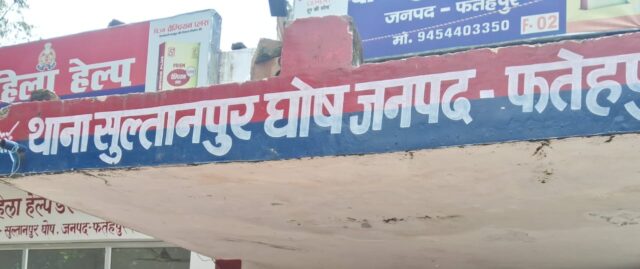 जनपद - फतेहपुर
मो. 9454403350
F-02
हिला हेल्प
थाना सुल्तानपुर घोष जनपद - फतेहपु
हेला हेल्प डे
- सुल्तानपुर घोष, जनपद-फतेहपुर